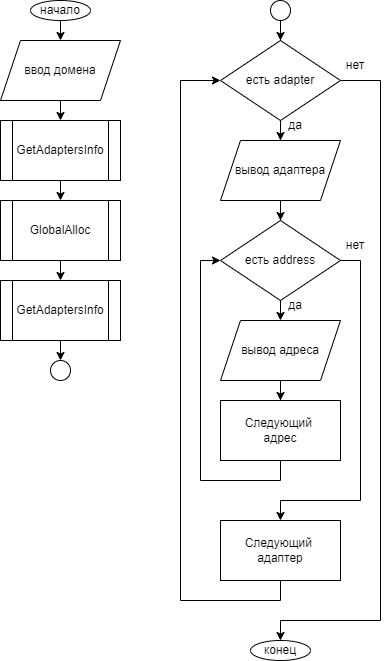 начало
ввод домена
GetAdaptersInfo
GlobalAlloc
GetAdaptersInfo
есть adapter
нет
да
вывод адаптера
есть address
нет
да
вывод адреса
Следующий
адрес
Следующий
адаптер
конец